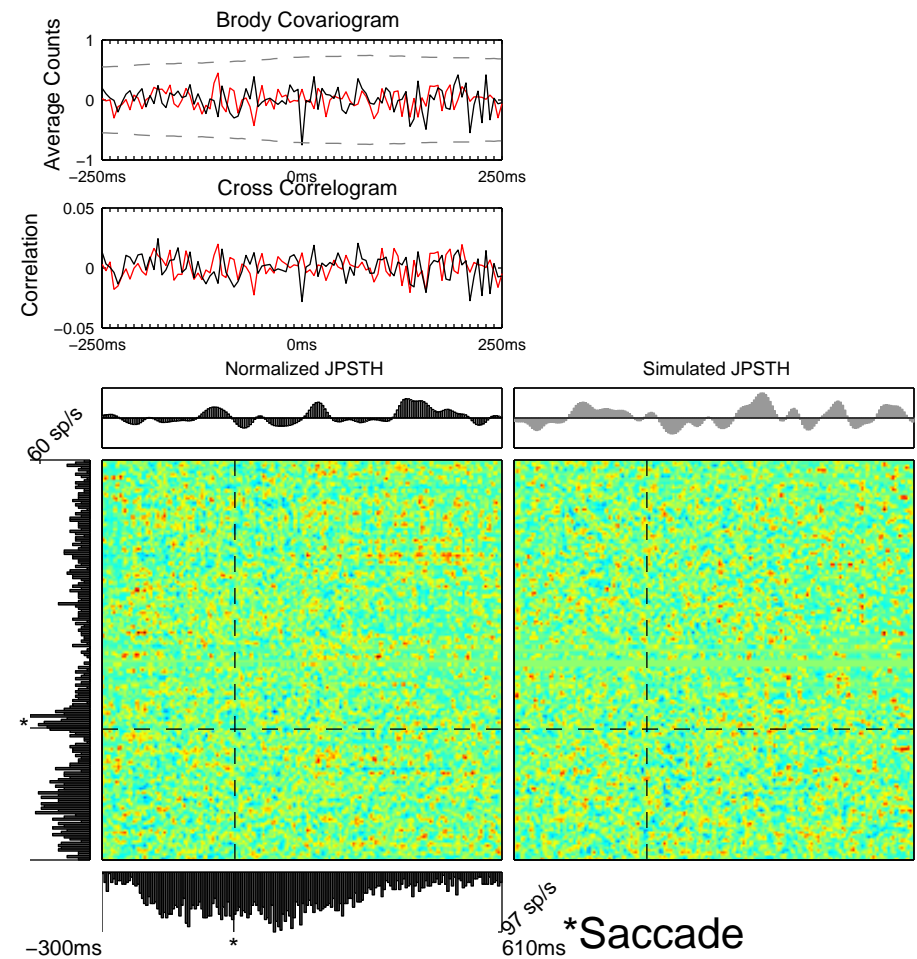 Brody Covariogram
Average Counts
1
0
−1
−250ms
0ms
250ms
Cross Correlogram
Correlation
0.05
0
−0.05
−250ms
0ms
250ms
Normalized JPSTH
Simulated JPSTH
60 sp/s
*
97 sp/s
−300ms
*
610ms
*Saccade